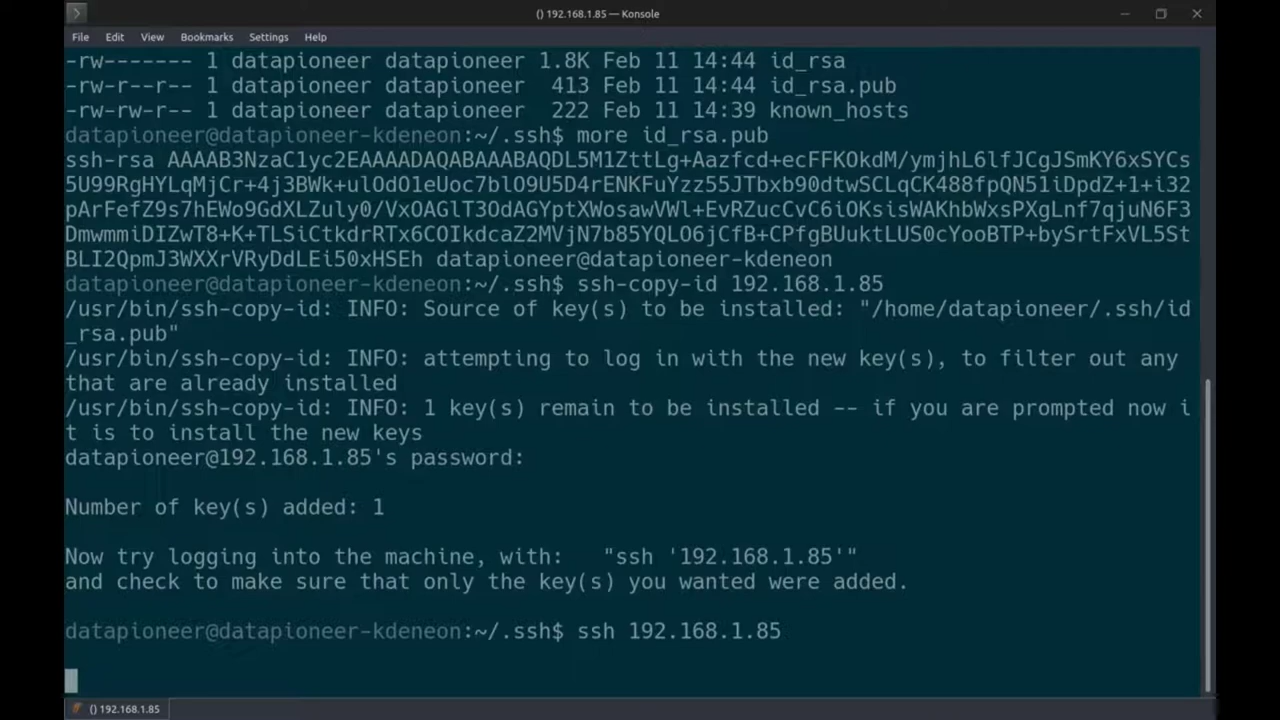 () 192.168.1.85 — Konsole
File Edit View Bookmarks Settings Help
-rw------- 1 datapioneer datapioneer 1.8K Feb 11 14:44 id_rsa
-rw-r--r-- 1 datapioneer datapioneer  413 Feb 11 14:44 id_rsa.pub
-rw-rw-r-- 1 datapioneer datapioneer  222 Feb 11 14:39 known_hosts
datapioneer@datapioneer-kdeneon:~/.ssh$ more id_rsa.pub
ssh-rsa AAAAB3NzaC1yc2EAAAADAQABAAABAQDL5M1ZttLg+Aazfcd+ecFFKOkdM/ymjhL6lfJCgJSmKY6xSYCs
5U99RgHYLqMjCr+4j3BWk+ulOdO1eUoc7blO9U5D4rENKFuYzz55JTbxb90dtwSCLqCK488fpQN51iDpdZ+1+i32
pArFefZ9s7hEWo9GdXLZuly0/VxOAGlT3OdAGYptXWosawVWl+EvRZucCvC6iOKsisWAKhbWxsPXgLnf7qjuN6F3
DmwmmiDIZwT8+K+TLSiCtkdrRTx6COIkdcaZ2MVjN7b85YQLO6jCfB+CPfgBUuktLUS0cYooBTP+bySrtFxVL5St
BLI2QpmJ3WXXrVRyDdLEi50xHSEh datapioneer@datapioneer-kdeneon
datapioneer@datapioneer-kdeneon:~/.ssh$ ssh-copy-id 192.168.1.85
/usr/bin/ssh-copy-id: INFO: Source of key(s) to be installed: "/home/datapioneer/.ssh/id
_rsa.pub"
/usr/bin/ssh-copy-id: INFO: attempting to log in with the new key(s), to filter out any
that are already installed
/usr/bin/ssh-copy-id: INFO: 1 key(s) remain to be installed -- if you are prompted now i
t is to install the new keys
datapioneer@192.168.1.85's password:
Number of key(s) added: 1
Now try logging into the machine, with:   "ssh '192.168.1.85'"
and check to make sure that only the key(s) you wanted were added.
datapioneer@datapioneer-kdeneon:~/.ssh$ ssh 192.168.1.85
() 192.168.1.85